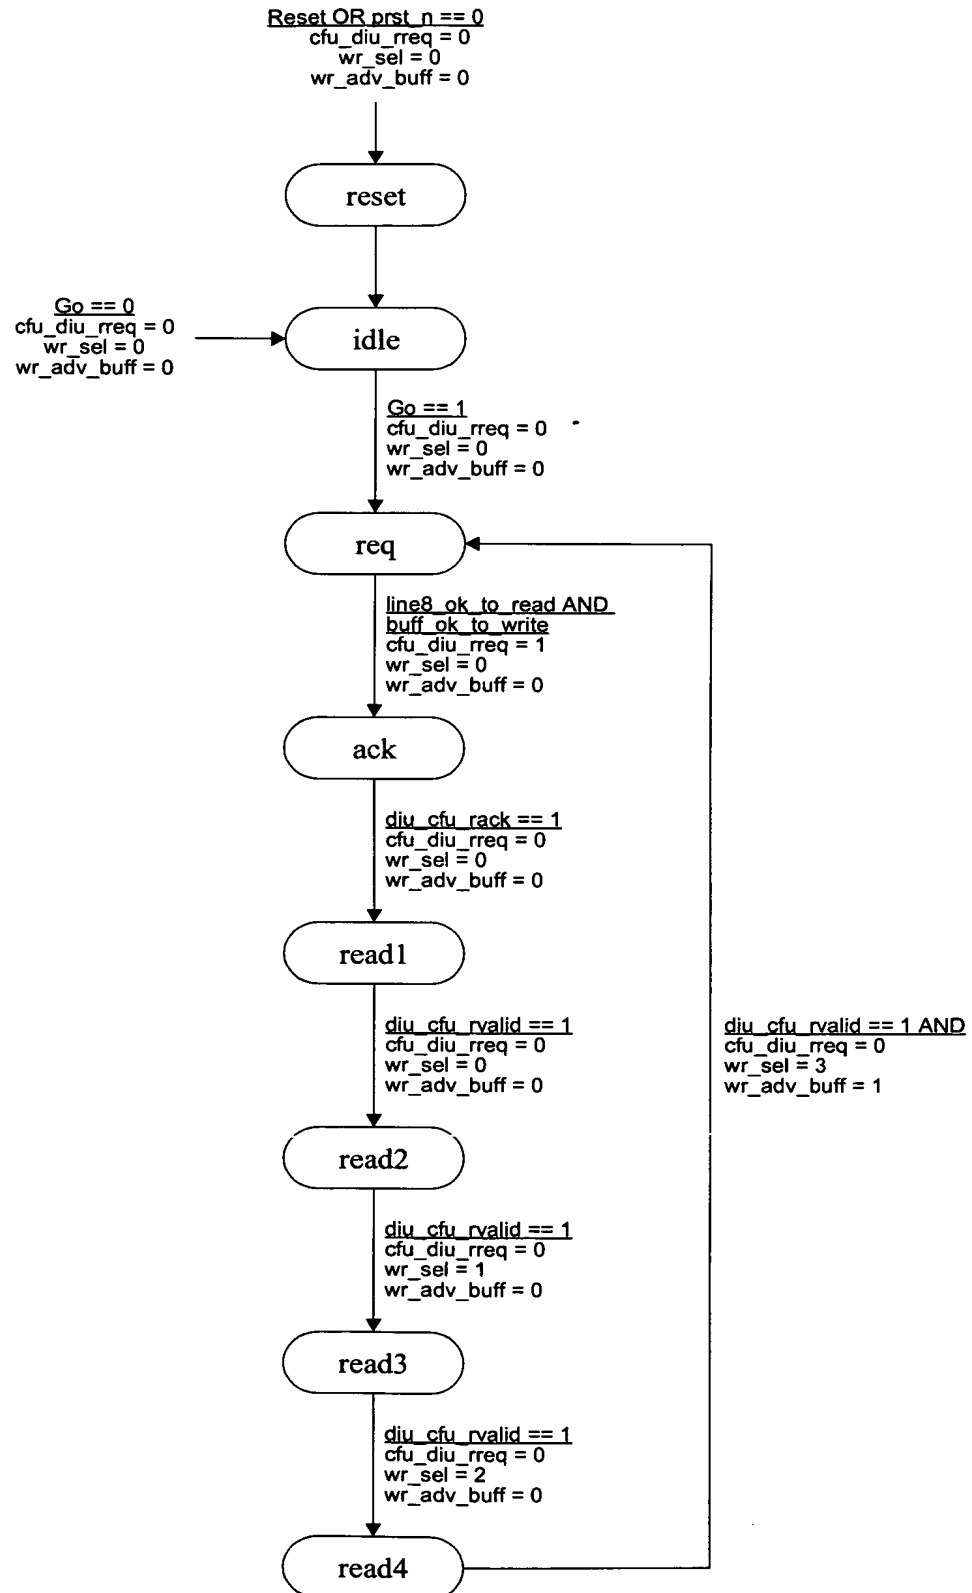 Reset OR prst_n == 0
cfu_diu_rreq = 0
wr_sel = 0
wr_adv_buff = 0
reset
Go == 0
cfu_diu_rreq = 0
wr_sel = 0
wr_adv_buff = 0
idle
Go == 1
cfu_diu_rreq = 0
wr_sel = 0
wr_adv_buff = 0
req
line8_ok_to_read AND
buff_ok_to_write
cfu_diu_rreq = 1
wr_sel = 0
wr_adv_buff = 0
ack
diu_cfu_rack == 1
cfu_diu_rreq = 0
wr_sel = 0
wr_adv_buff = 0
read1
diu_cfu_rvalid == 1
cfu_diu_rreq = 0
wr_sel = 0
wr_adv_buff = 0
diu_cfu_rvalid == 1 AND
cfu_diu_rreq = 0
wr_sel = 3
wr_adv_buff = 1
read2
diu_cfu_rvalid == 1
cfu_diu_rreq = 0
wr_sel = 1
wr_adv_buff = 0
read3
diu_cfu_rvalid == 1
cfu_diu_rreq = 0
wr_sel = 2
wr_adv_buff = 0
read4